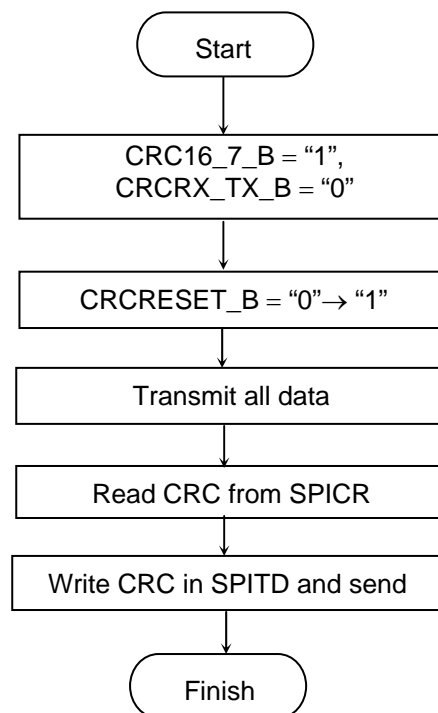 Start
CRC16_7_B = “1”,
CRCRX_TX_B = “0”
CRCRESET_B = “0”→ “1”
Transmit all data
Read CRC from SPICR
Write CRC in SPITD and send
Finish